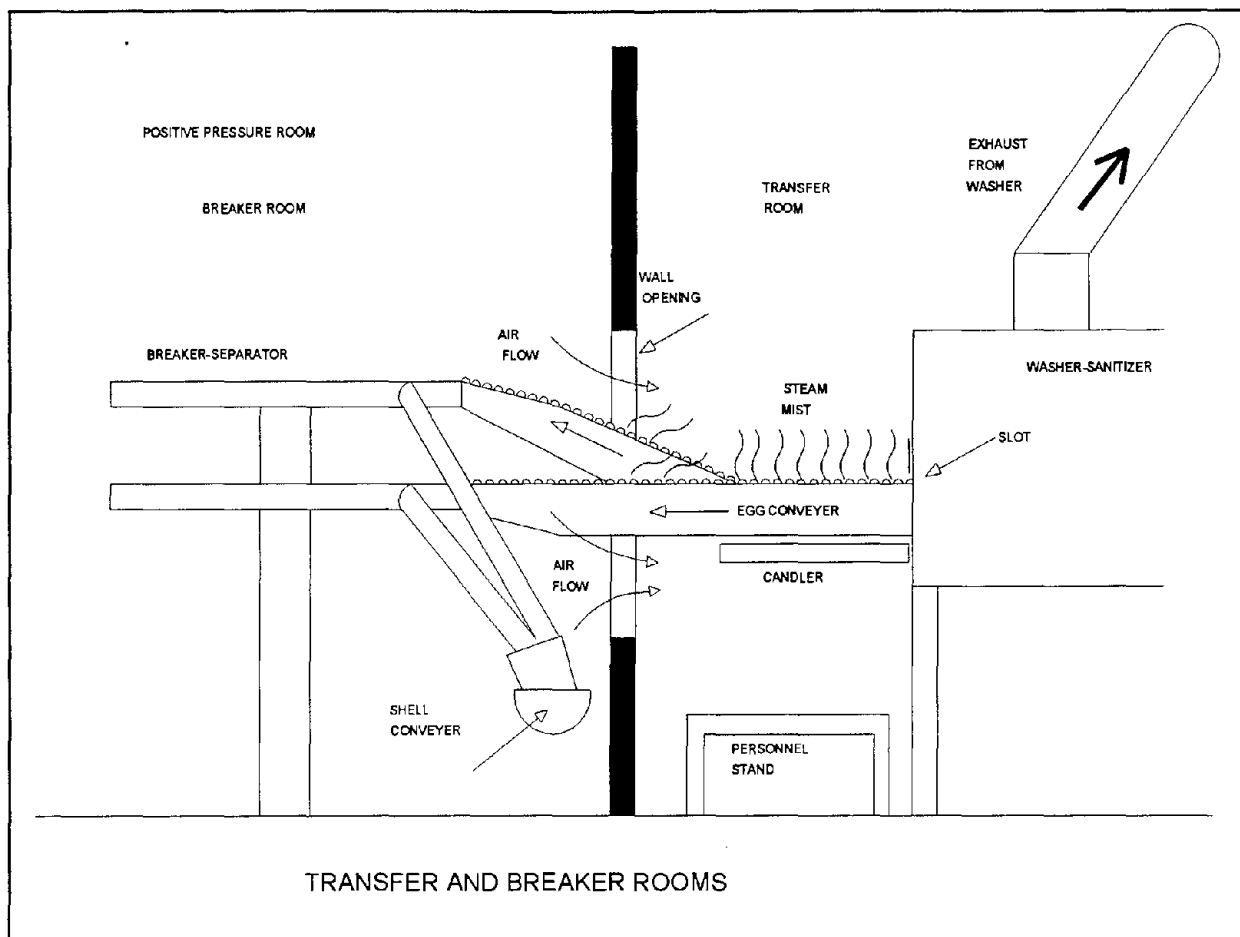 POSITIVE PRESSURE ROOM
BREAKER ROOM
TRANSFER
ROOM
EXHAUST
FROM
WASHER
WALL
OPENING
AIR
FLOW
BREAKER-SEPARATOR
STEAM
MIST
WASHER-SANITIZER
SLOT
EGG CONVEYER
AIR
FLOW
CANDLER
SHELL
CONVEYER
PERSONNEL
STAND
TRANSFER AND BREAKER ROOMS